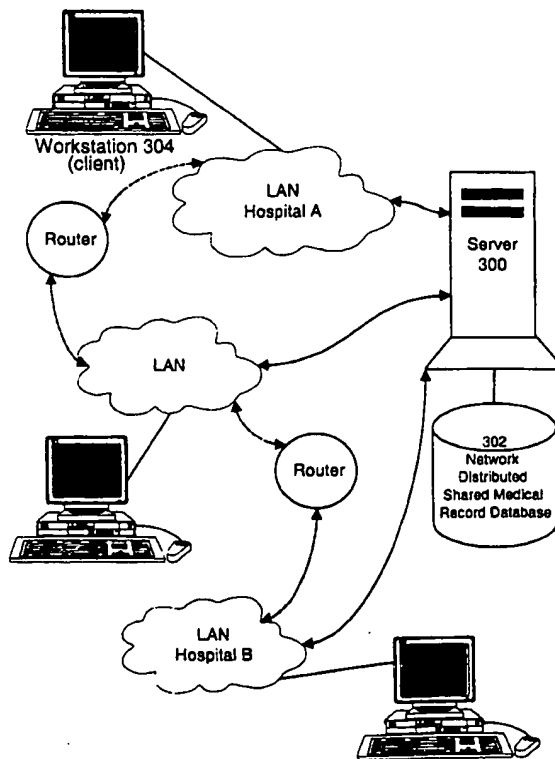 Workstation 304
(client)
LAN
Hospital A
Router
Server
300
LAN
302
Network
Distributed
Shared Medical
Record Database
Router
LAN
Hospital B